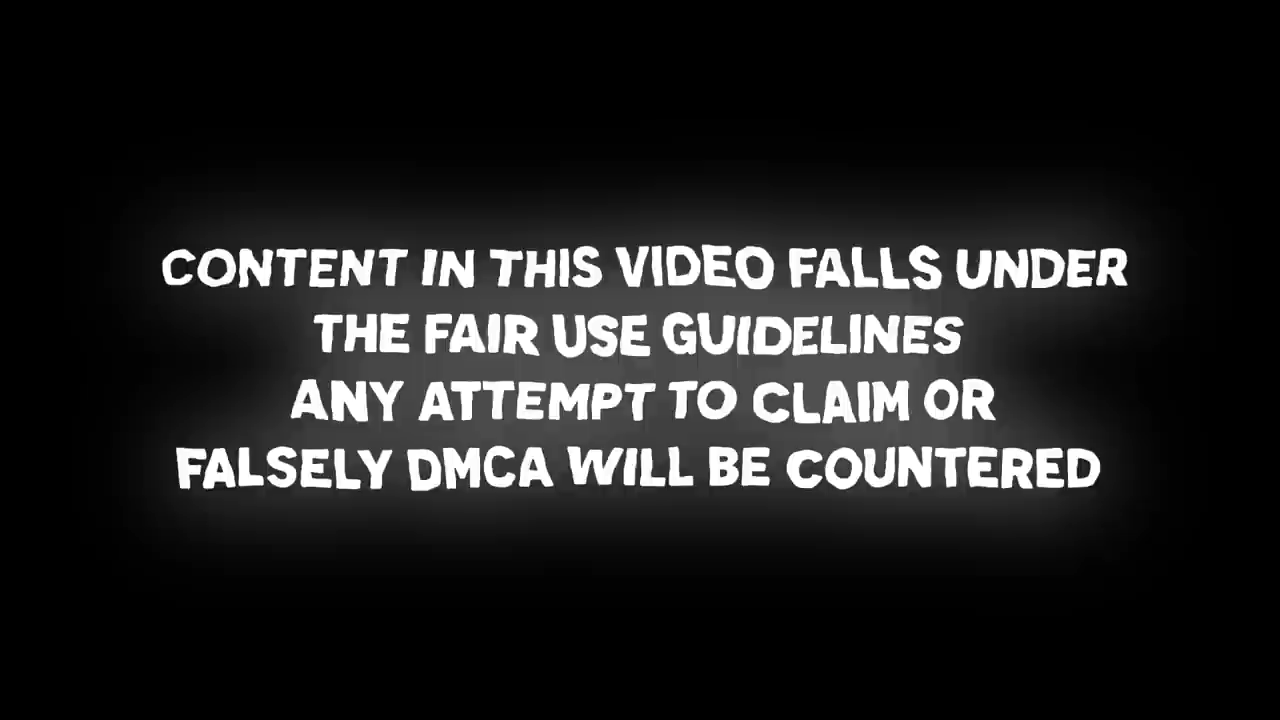 CONTENT IN THIS VIDEO FALLS UNDER
THE FAIR USE GUIDELINES
ANY ATTEMPT TO CLAIM OR
FALSELY DMCA WILL BE COUNTERED